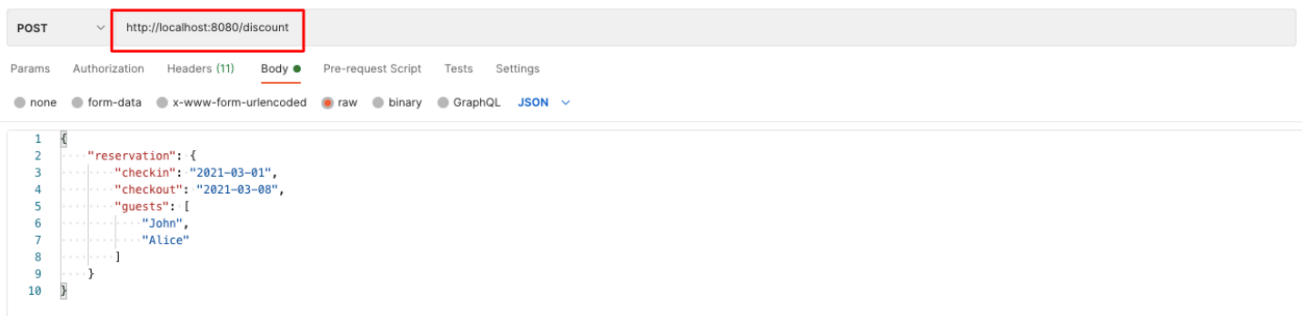 POST http://localhost:8080/discount
Params Authorization Headers (11) Body Pre-request Script Tests Settings
none form-data x-www-form-urlencoded raw binary GraphQL JSON
1 {
2 "reservation": {
3 "checkin": "2021-03-01",
4 "checkout": "2021-03-08",
5 "guests": [
6 "John",
7 "Alice"
8 ]
9 }
10 }